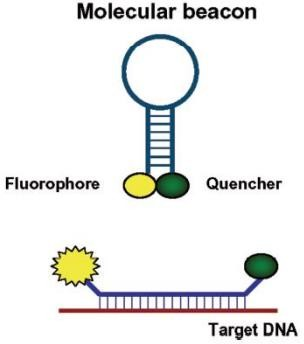 Molecular beacon
Fluorophore
Quencher
Target DNA